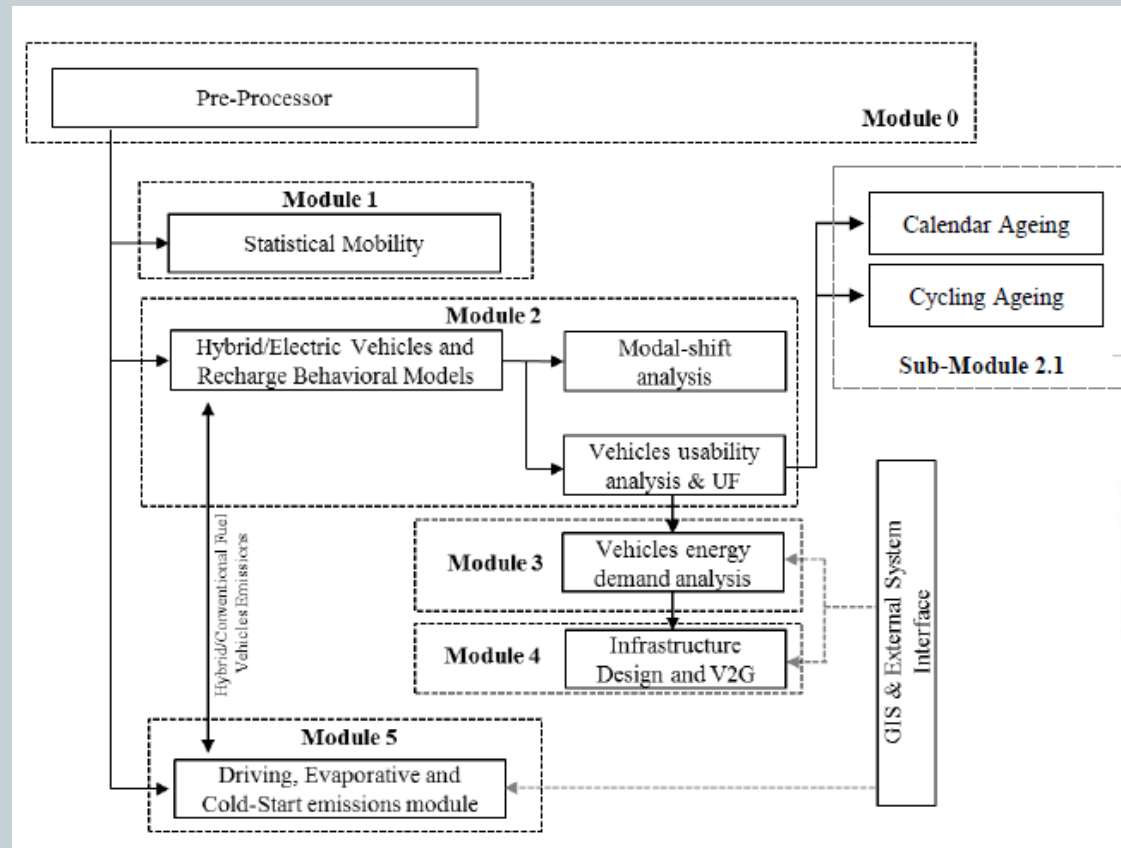 Pre-Processor
Module 0
Module 1
Statistical Mobility
Module 2
Hybrid/Electric Vehicles and
Recharge Behavioral Models
Modal-shift
analysis
Vehicles usability
analysis & UF
Calendar Ageing
Cycling Ageing
Sub-Module 2.1
Module 3
Vehicles energy
demand analysis
Module 4
Infrastructure
Design and V2G
Hybrid/Conventional Fuel
Vehicles Emissions
GIS & External System
Interface
Module 5
Driving, Evaporative and
Cold-Start emissions module